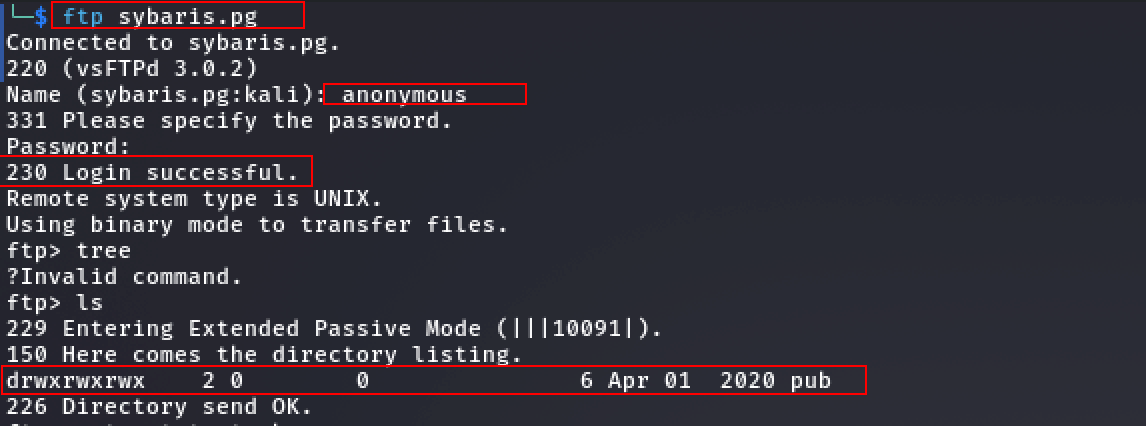 └─$ ftp sybaris.pg
Connected to sybaris.pg.
220 (vsFTPd 3.0.2)
Name (sybaris.pg:kali): anonymous
331 Please specify the password.
Password:
230 Login successful.
Remote system type is UNIX.
Using binary mode to transfer files.
ftp> tree
?Invalid command.
ftp> ls
229 Entering Extended Passive Mode (|||10091|).
150 Here comes the directory listing.
drwxrwxrwx    2 0        0               6 Apr 01  2020 pub
226 Directory send OK.